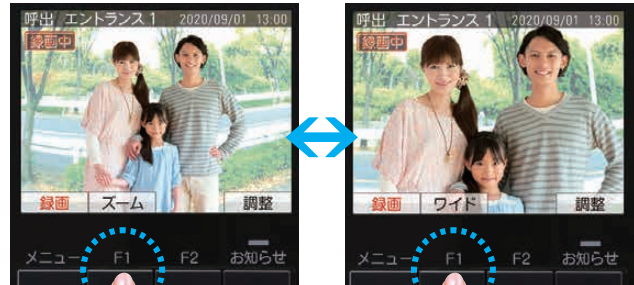 呼出 エントランス 1 2020/09/01 13:00
録画中
録画 ズーム 調整
メニュー F1 F2 お知らせ
呼出 エントランス 1 2020/09/01 13:00
録画中
録画 ワイド 調整
メニュー F1 F2 お知らせ